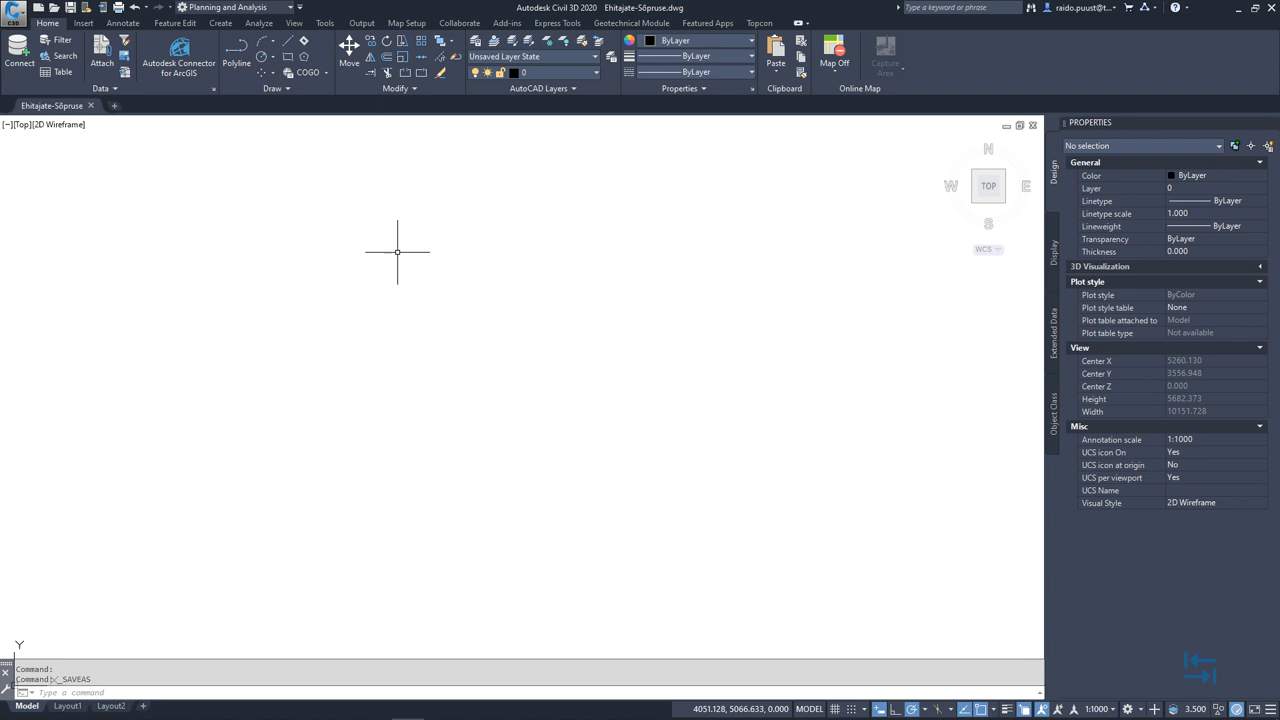 Planning and Analysis
Autodesk Civil 3D 2020 Ehitajate-Sõpruse.dwg
Type a keyword or phrase
raido.puust@t...
C3D
Home Insert Annotate Feature Edit Create Analyze View Tools Output Map Setup Collaborate Add-ins Express Tools Geotechnical Module Featured Apps Topcon
Connect
Filter
Search
Table
Attach
Autodesk Connector
for ArcGIS
Polyline
COGO
Move
Unsaved Layer State
0
ByLayer
ByLayer
ByLayer
Paste
Map Off
Capture
Area
Data
Draw
Modify
AutoCAD Layers
Properties
Clipboard
Online Map
Ehitajate-Sõpruse
[−][Top][2D Wireframe]
N
W TOP E
S
WCS
PROPERTIES
No selection
Design
Display
Extended Data
Object Class
General
Color ByLayer
Layer 0
Linetype ByLayer
Linetype scale 1.000
Lineweight ByLayer
Transparency ByLayer
Thickness 0.000
3D Visualization
Plot style
Plot style ByColor
Plot style table None
Plot table attached to Model
Plot table type Not available
View
Center X 5260.130
Center Y 3556.948
Center Z 0.000
Height 5682.373
Width 10151.728
Misc
Annotation scale 1:1000
UCS icon On Yes
UCS icon at origin No
UCS per viewport Yes
UCS Name
Visual Style 2D Wireframe
Y
Command:
Command: _SAVEAS
Type a command
Model Layout1 Layout2
4051.128, 5066.633, 0.000 MODEL 1:1000 3.500